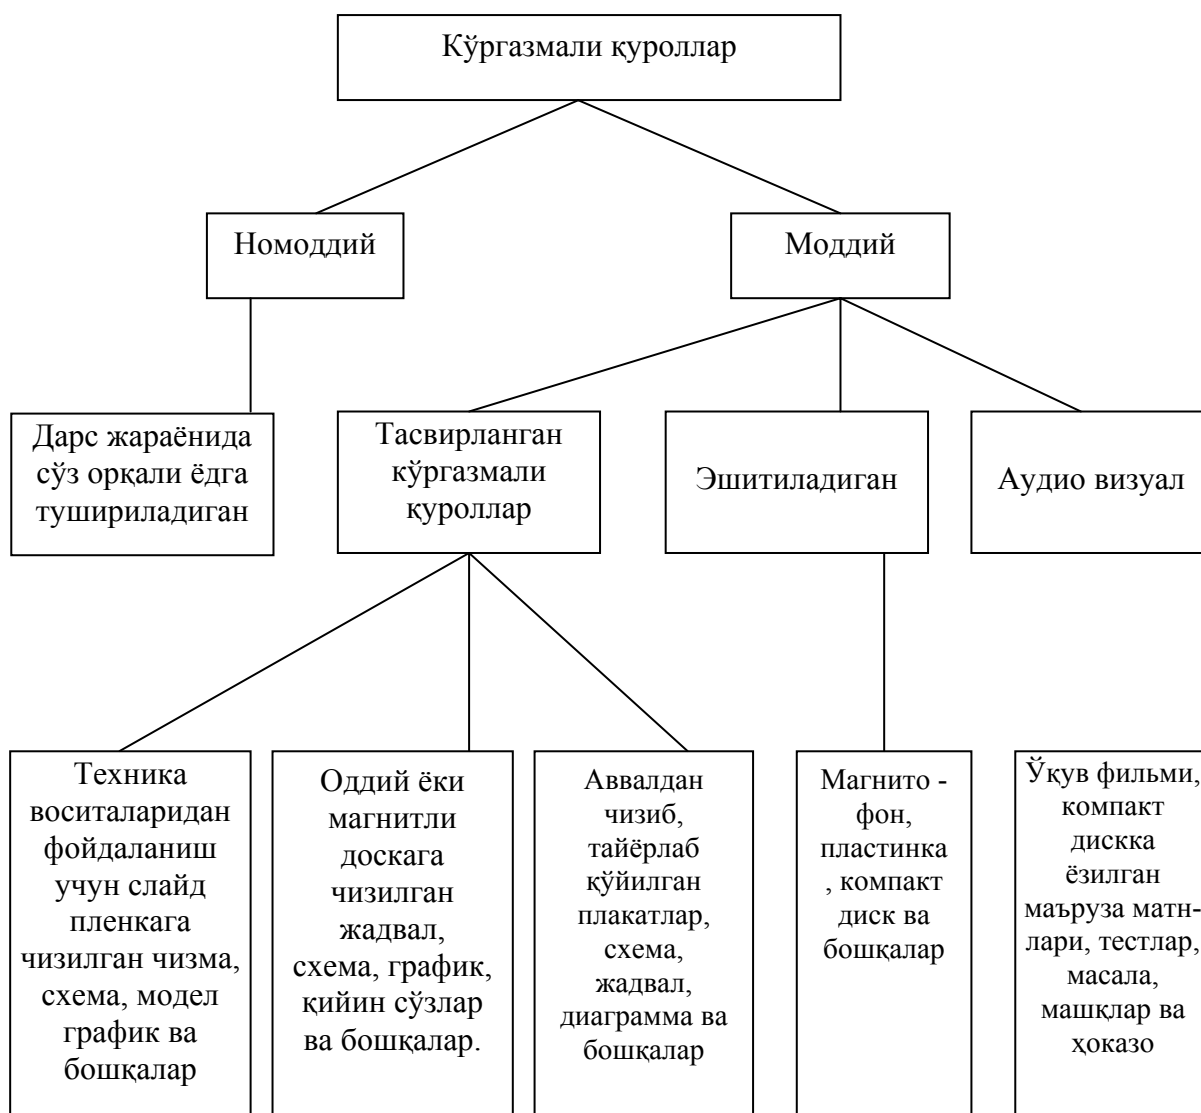 Кўргазмали қуроллар
Номоддий
Моддий
Дарс жараёнида
сўз орқали ёдга
тушириладиган
Тасвирланган
кўргазмали
қуроллар
Эшитиладиган
Аудио визуал
Техника
воситаларидан
фойдаланиш
учун слайд
пленкага
чизилган чизма,
схема, модел
график ва
бошқалар
Оддий ёки
магнитли
доскага
чизилган
жадвал,
схема, график,
қийин сўзлар
ва бошқалар.
Аввалдан
чизиб,
тайёрлаб
қўйилган
плакатлар,
схема,
жадвал,
диаграмма ва
бошқалар
Магнито -
фон,
пластинка
, компакт
диск ва
бошқалар
Ўқув фильми,
компакт
дискка
ёзилган
маъруза матн-
лари, тестлар,
масала,
машқлар ва
ҳоказо